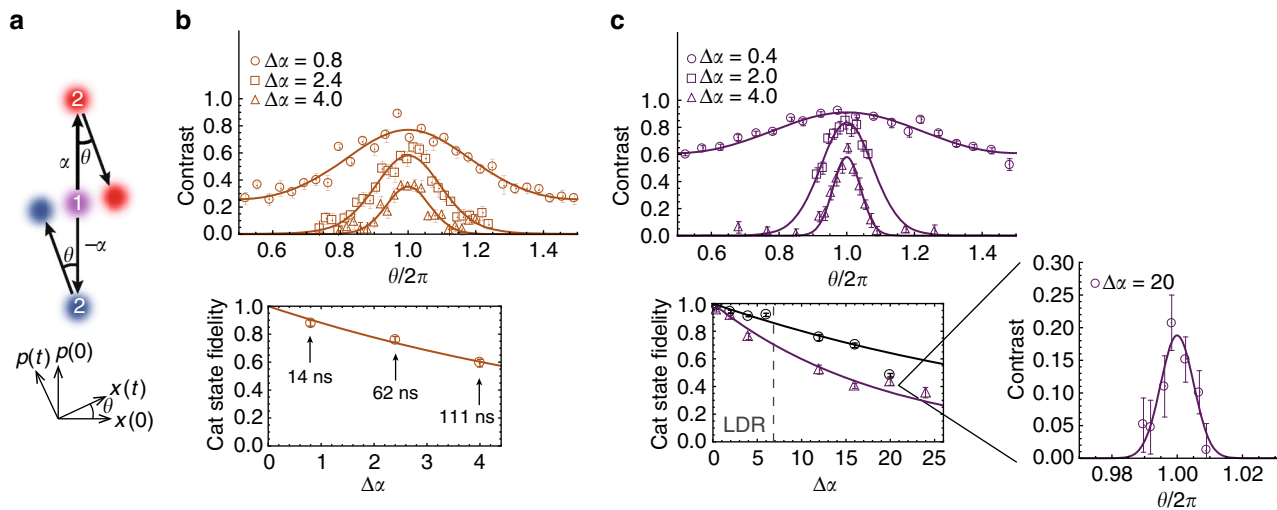 a
2
α
θ
1
θ
−α
2
p(t)
p(0)
x(t)
θ
x(0)
b
Δα = 0.8
Δα = 2.4
Δα = 4.0
Contrast
1.0
0.8
0.6
0.4
0.2
0.0
0.6 0.8 1.0 1.2 1.4
θ/2π
Cat state fidelity
1.0
0.8
0.6
0.4
0.2
0.0
14 ns
62 ns
111 ns
0 1 2 3 4
Δα
c
Δα = 0.4
Δα = 2.0
Δα = 4.0
Contrast
1.0
0.8
0.6
0.4
0.2
0.0
0.6 0.8 1.0 1.2 1.4
θ/2π
Cat state fidelity
1.0
0.8
0.6
0.4
0.2
0.0
LDR
0 5 10 15 20 25
Δα
Δα = 20
Contrast
0.30
0.25
0.20
0.15
0.10
0.05
0.00
0.98 1.00 1.02
θ/2π